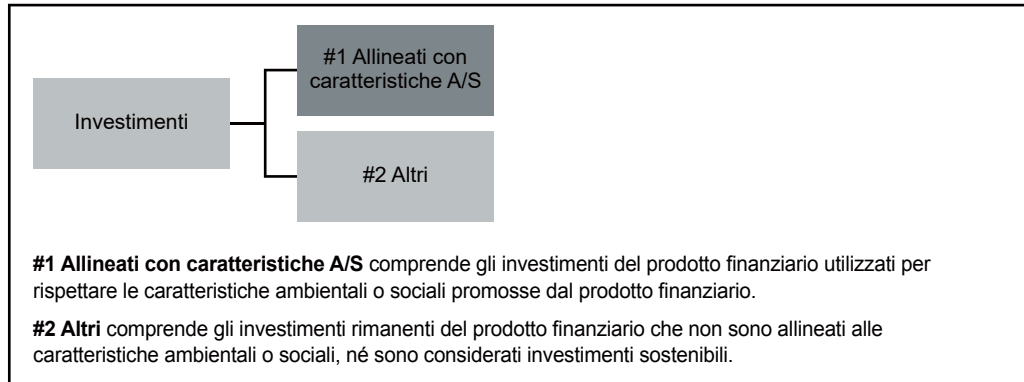 #1 Allineati con
caratteristiche A/S
Investimenti
#2 Altri
#1 Allineati con caratteristiche A/S comprende gli investimenti del prodotto finanziario utilizzati per
rispettare le caratteristiche ambientali o sociali promosse dal prodotto finanziario.
#2 Altri comprende gli investimenti rimanenti del prodotto finanziario che non sono allineati alle
caratteristiche ambientali o sociali, né sono considerati investimenti sostenibili.